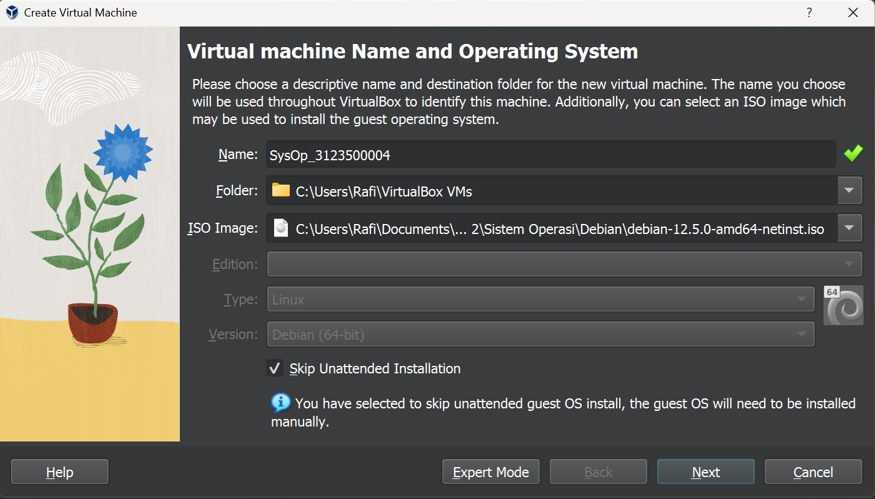 Create Virtual Machine
?
Virtual machine Name and Operating System
Please choose a descriptive name and destination folder for the new virtual machine. The name you choose
will be used throughout VirtualBox to identify this machine. Additionally, you can select an ISO image which
may be used to install the guest operating system.
Name: SysOp_3123500004
Folder: C:\Users\Rafi\VirtualBox VMs
ISO Image: C:\Users\Rafi\Documents\... 2\Sistem Operasi\Debian\debian-12.5.0-amd64-netinst.iso
Edition:
Type: Linux
64
Version: Debian (64-bit)
Skip Unattended Installation
You have selected to skip unattended guest OS install, the guest OS will need to be installed
manually.
Help Expert Mode Back Next Cancel